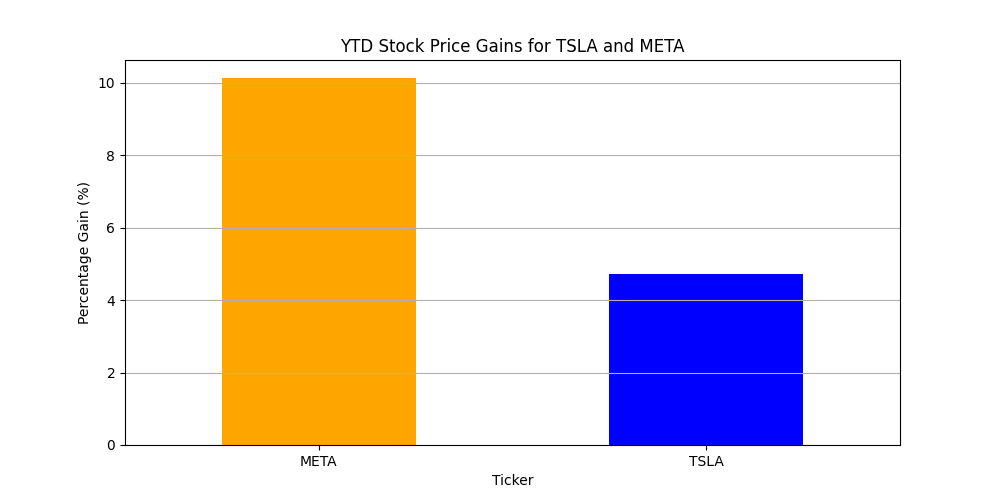 YTD Stock Price Gains for TSLA and META
Percentage Gain (%)
10
8
6
4
2
0
META
TSLA
Ticker